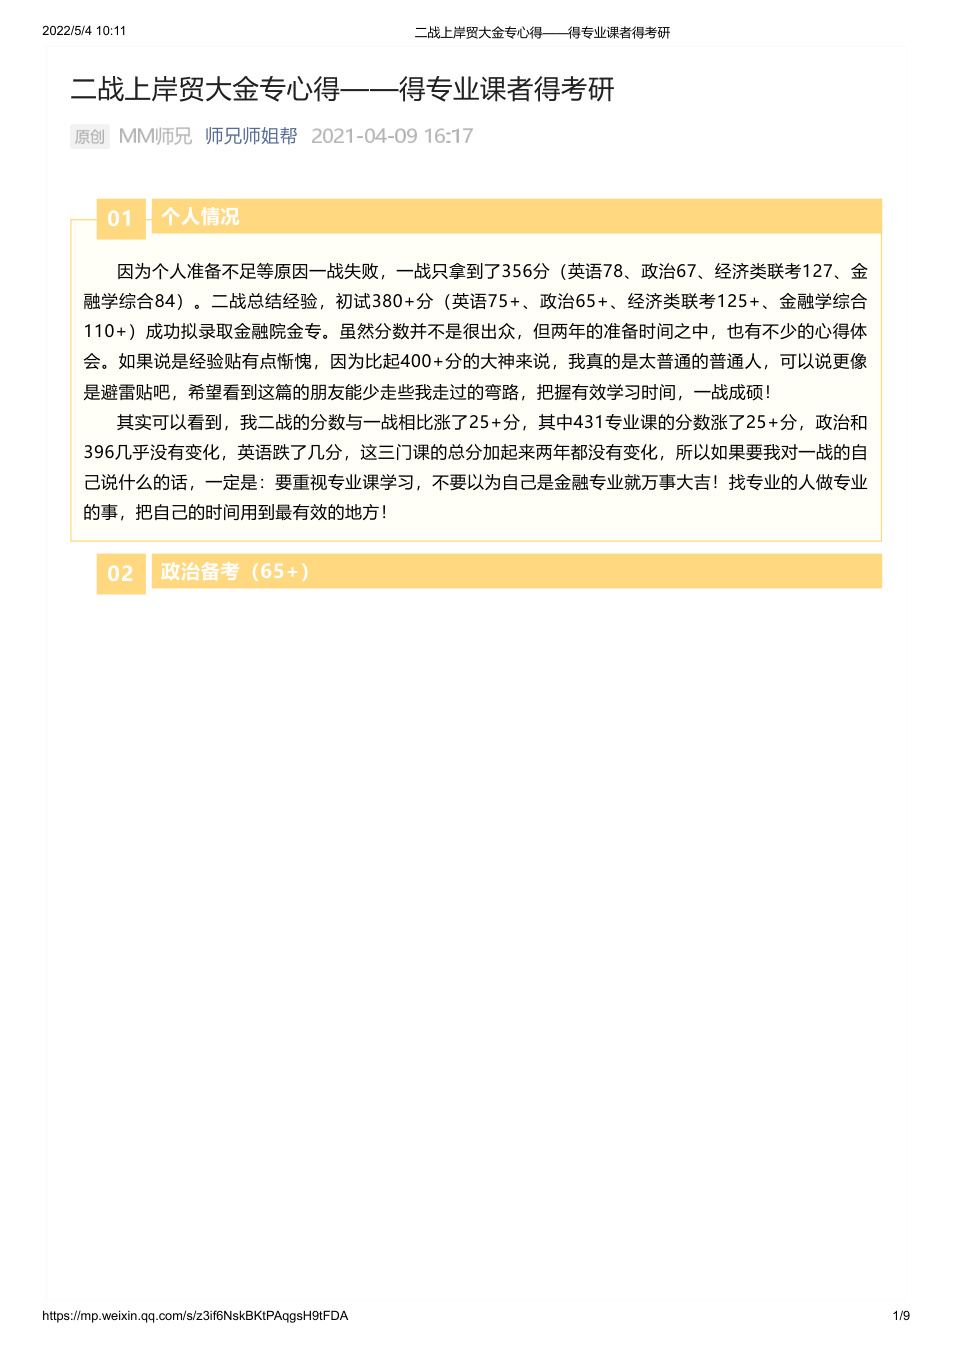 2022/5/4 10:11
二战上岸贸大金专心得——得专业课者得考研
二战上岸贸大金专心得——得专业课者得考研
原创 MM师兄 师兄师姐帮 2021-04-09 16:17
01 个人情况
因为个人准备不足等原因一战失败，一战只拿到了356分（英语78、政治67、经济类联考127、金
融学综合84）。二战总结经验，初试380+分（英语75+、政治65+、经济类联考125+、金融学综合
110+）成功拟录取金融院金专。虽然分数并不是很出众，但两年的准备时间之中，也有不少的心得体
会。如果说是经验贴有点惭愧，因为比起400+分的大神来说，我真的是太普通的普通人，可以说更像
是避雷贴吧，希望看到这篇的朋友能少走些我走过的弯路，把握有效学习时间，一战成硕！
其实可以看到，我二战的分数与一战相比涨了25+分，其中431专业课的分数涨了25+分，政治和
396几乎没有变化，英语跌了几分，这三门课的总分加起来两年都没有变化，所以如果要我对一战的自
己说什么的话，一定是：要重视专业课学习，不要以为自己是金融专业就万事大吉！找专业的人做专业
的事，把自己的时间用到最有效的地方！
02 政治备考（65+）
https://mp.weixin.qq.com/s/z3if6NskBKtPAqgsH9tFDA
1/9